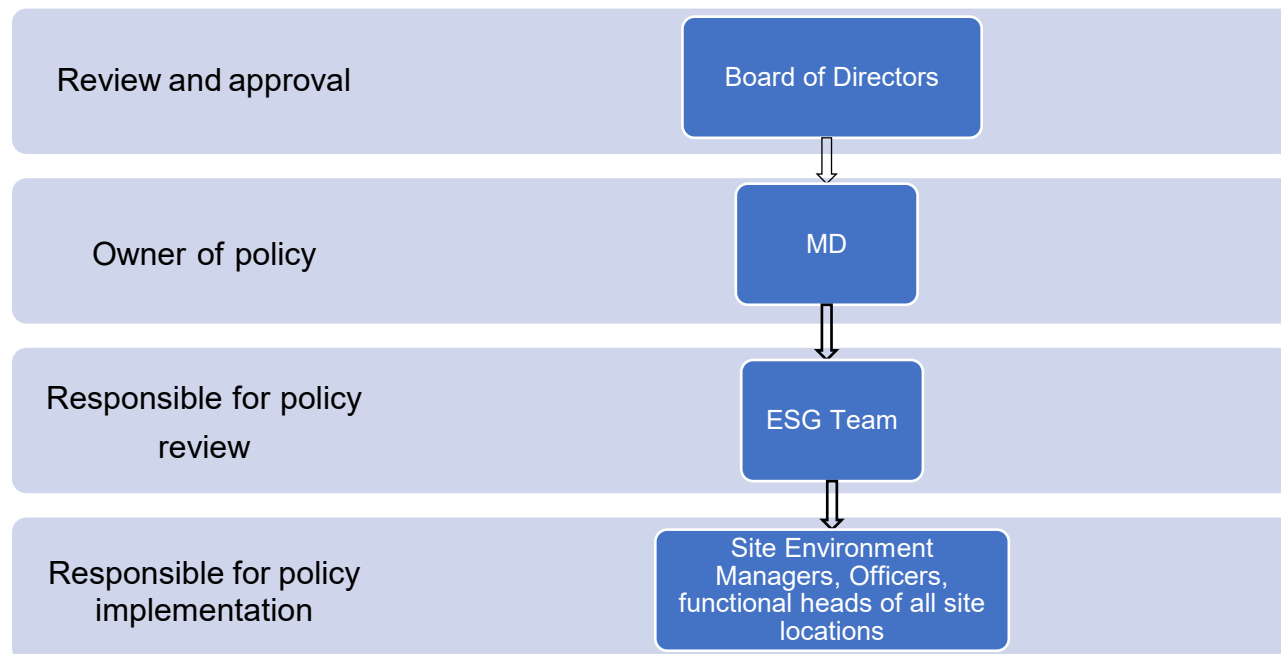 Review and approval
Board of Directors
Owner of policy
MD
Responsible for policy
review
ESG Team
Responsible for policy
implementation
Site Environment
Managers, Officers,
functional heads of all site
locations